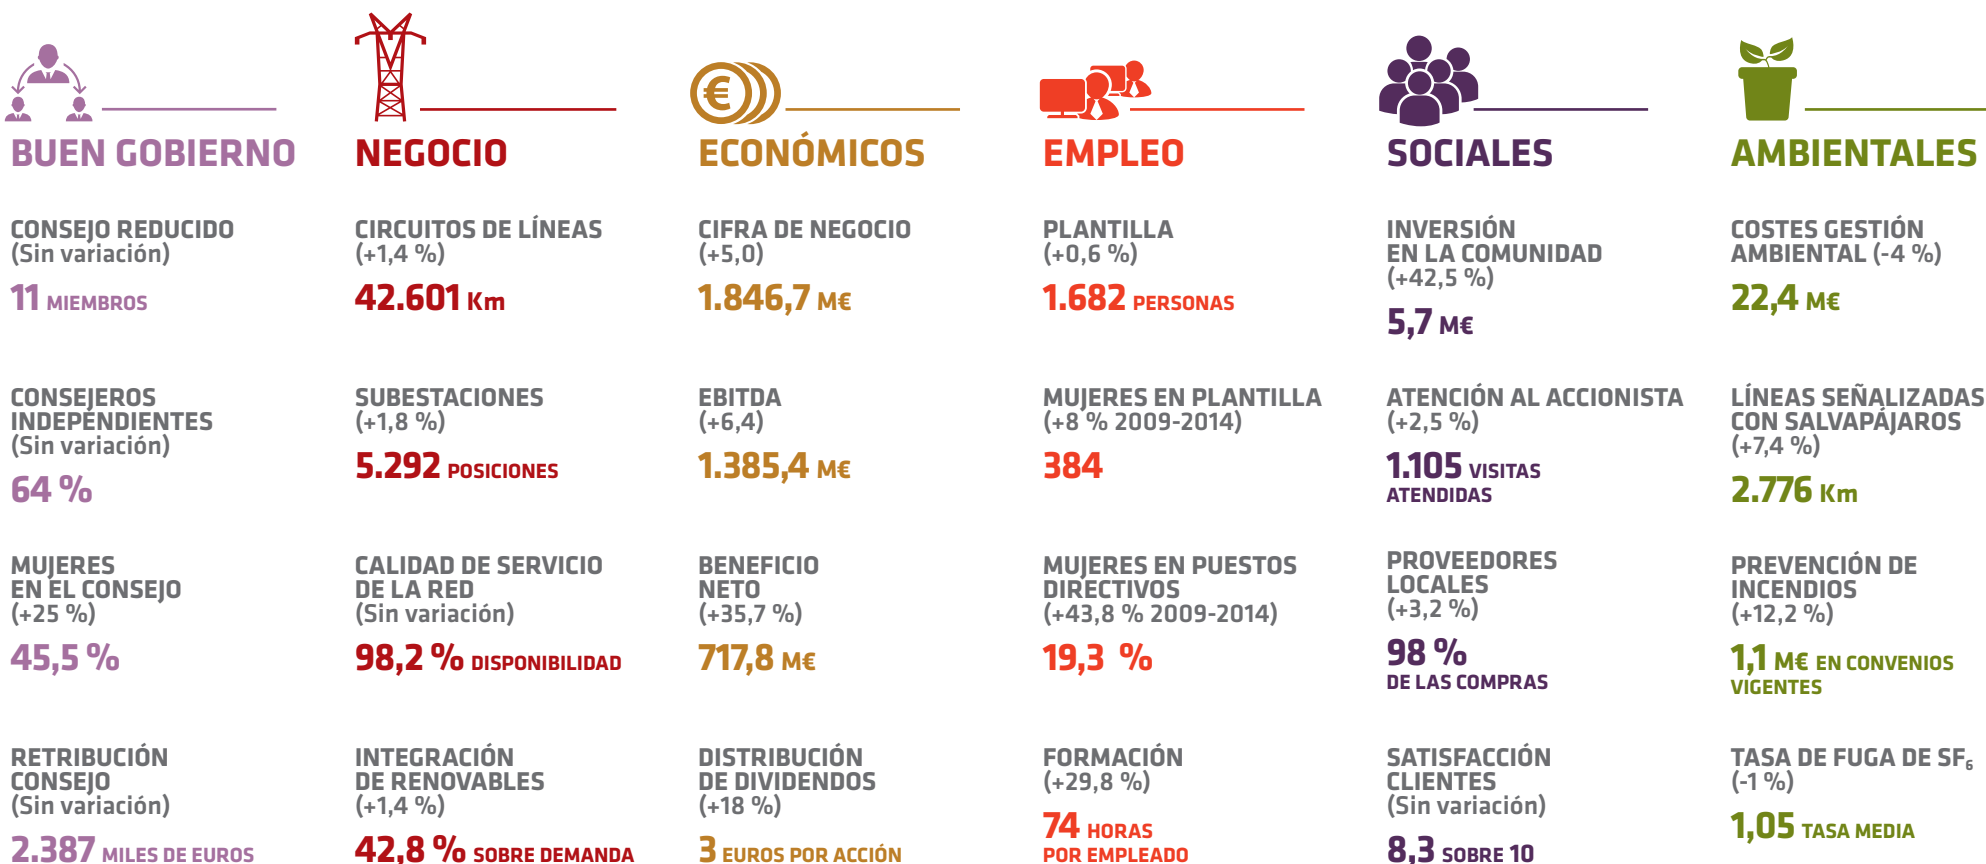 BUEN GOBIERNO
CONSEJO REDUCIDO
(Sin variación)
11 MIEMBROS
CONSEJEROS
INDEPENDIENTES
(Sin variación)
64 %
MUJERES
EN EL CONSEJO
(+25 %)
45,5 %
RETRIBUCIÓN
CONSEJO
(Sin variación)
2.387 MILES DE EUROS
NEGOCIO
CIRCUITOS DE LÍNEAS
(+1,4 %)
42.601 Km
SUBESTACIONES
(+1,8 %)
5.292 POSICIONES
CALIDAD DE SERVICIO
DE LA RED
(Sin variación)
98,2 % DISPONIBILIDAD
INTEGRACIÓN
DE RENOVABLES
(+1,4 %)
42,8 % SOBRE DEMANDA
€
ECONÓMICOS
CIFRA DE NEGOCIO
(+5,0)
1.846,7 M€
EBITDA
(+6,4)
1.385,4 M€
BENEFICIO
NETO
(+35,7 %)
717,8 M€
DISTRIBUCIÓN
DE DIVIDENDOS
(+18 %)
3 EUROS POR ACCIÓN
EMPLEO
PLANTILLA
(+0,6 %)
1.682 PERSONAS
MUJERES EN PLANTILLA
(+8 % 2009-2014)
384
MUJERES EN PUESTOS
DIRECTIVOS
(+43,8 % 2009-2014)
19,3 %
FORMACIÓN
(+29,8 %)
74 HORAS
POR EMPLEADO
SOCIALES
INVERSIÓN
EN LA COMUNIDAD
(+42,5 %)
5,7 M€
ATENCIÓN AL ACCIONISTA
(+2,5 %)
1.105 VISITAS
ATENDIDAS
PROVEEDORES
LOCALES
(+3,2 %)
98 %
DE LAS COMPRAS
SATISFACCIÓN
CLIENTES
(Sin variación)
8,3 SOBRE 10
AMBIENTALES
COSTES GESTIÓN
AMBIENTAL (-4 %)
22,4 M€
LÍNEAS SEÑALIZADAS
CON SALVAPÁJAROS
(+7,4 %)
2.776 Km
PREVENCIÓN DE
INCENDIOS
(+12,2 %)
1,1 M€ EN CONVENIOS
VIGENTES
TASA DE FUGA DE SF₆
(-1 %)
1,05 TASA MEDIA